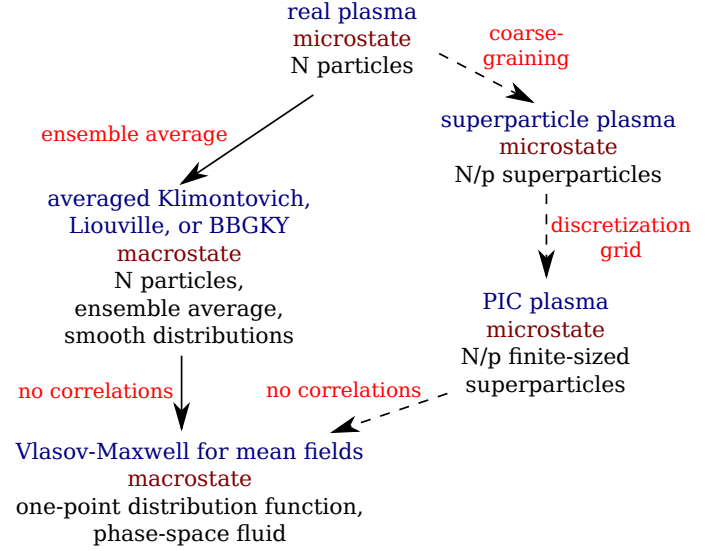 real plasma
microstate
N particles
coarse-
graining
ensemble average
superparticle plasma
microstate
N/p superparticles
averaged Klimontovich,
Liouville, or BBGKY
macrostate
N particles,
ensemble average,
smooth distributions
discretization
grid
PIC plasma
microstate
N/p finite-sized
superparticles
no correlations
no correlations
Vlasov-Maxwell for mean fields
macrostate
one-point distribution function,
phase-space fluid